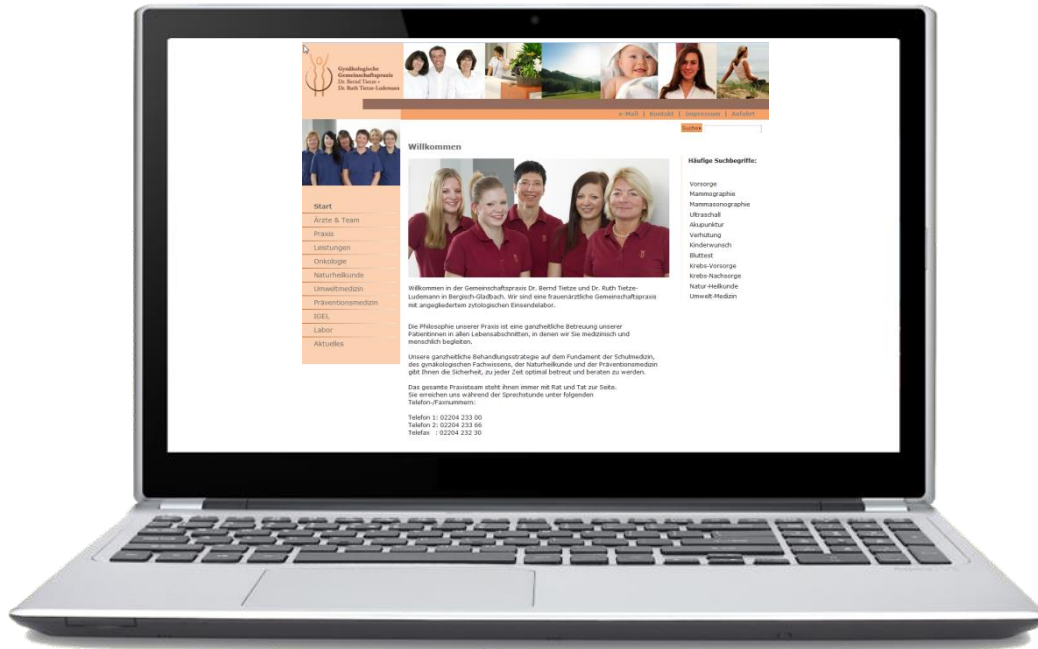 Gynäkologische
Gemeinschaftspraxis
Dr. Bernd Tietze •
Dr. Ruth Tietze-Ludemann
e-Mail | Kontakt | Impressum | Anfahrt
Suche
Start
Ärzte & Team
Praxis
Leistungen
Onkologie
Naturheilkunde
Umweltmedizin
Präventionsmedizin
IGEL
Labor
Aktuelles
Willkommen
Willkommen in der Gemeinschaftspraxis Dr. Bernd Tietze und Dr. Ruth Tietze-
Ludemann in Bergisch-Gladbach. Wir sind eine frauenärztliche Gemeinschaftspraxis
mit angegliedertem zytologischen Einsendelabor.
Die Philosophie unserer Praxis ist eine ganzheitliche Betreuung unserer
Patientinnen in allen Lebensabschnitten, in denen wir Sie medizinisch und
menschlich begleiten.
Unsere ganzheitliche Behandlungsstrategie auf dem Fundament der Schulmedizin,
des gynäkologischen Fachwissens, der Naturheilkunde und der Präventionsmedizin
gibt Ihnen die Sicherheit, zu jeder Zeit optimal betreut und beraten zu werden.
Das gesamte Praxisteam steht ihnen immer mit Rat und Tat zur Seite.
Sie erreichen uns während der Sprechstunde unter folgenden
Telefon-/Faxnummern:
Telefon 1: 02204 233 00
Telefon 2: 02204 233 66
Telefax : 02204 232 30
Häufige Suchbegriffe:
Vorsorge
Mammographie
Mammasonographie
Ultraschall
Akupunktur
Verhütung
Kinderwunsch
Bluttest
Krebs-Vorsorge
Krebs-Nachsorge
Natur-Heilkunde
Umwelt-Medizin